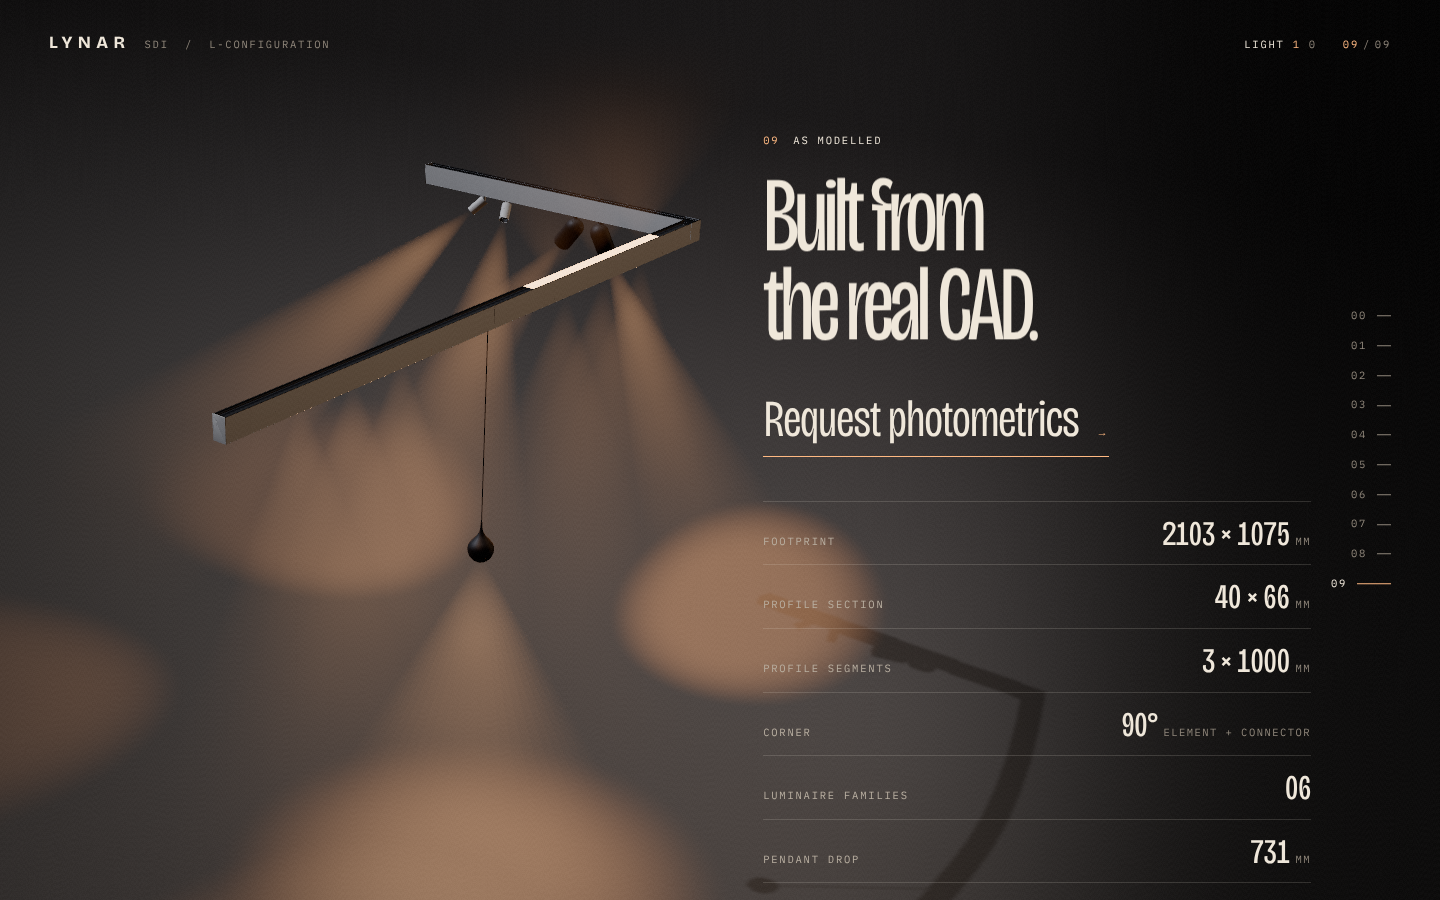 LYNAR SDI / L-CONFIGURATION
LIGHT 1 0 09 / 09
09 AS MODELLED
Built from
the real CAD.
Request photometrics →
FOOTPRINT 2103 × 1075 MM
PROFILE SECTION 40 × 66 MM
PROFILE SEGMENTS 3 × 1000 MM
CORNER 90° ELEMENT + CONNECTOR
LUMINAIRE FAMILIES 06
PENDANT DROP 731 MM
00
01
02
03
04
05
06
07
08
09